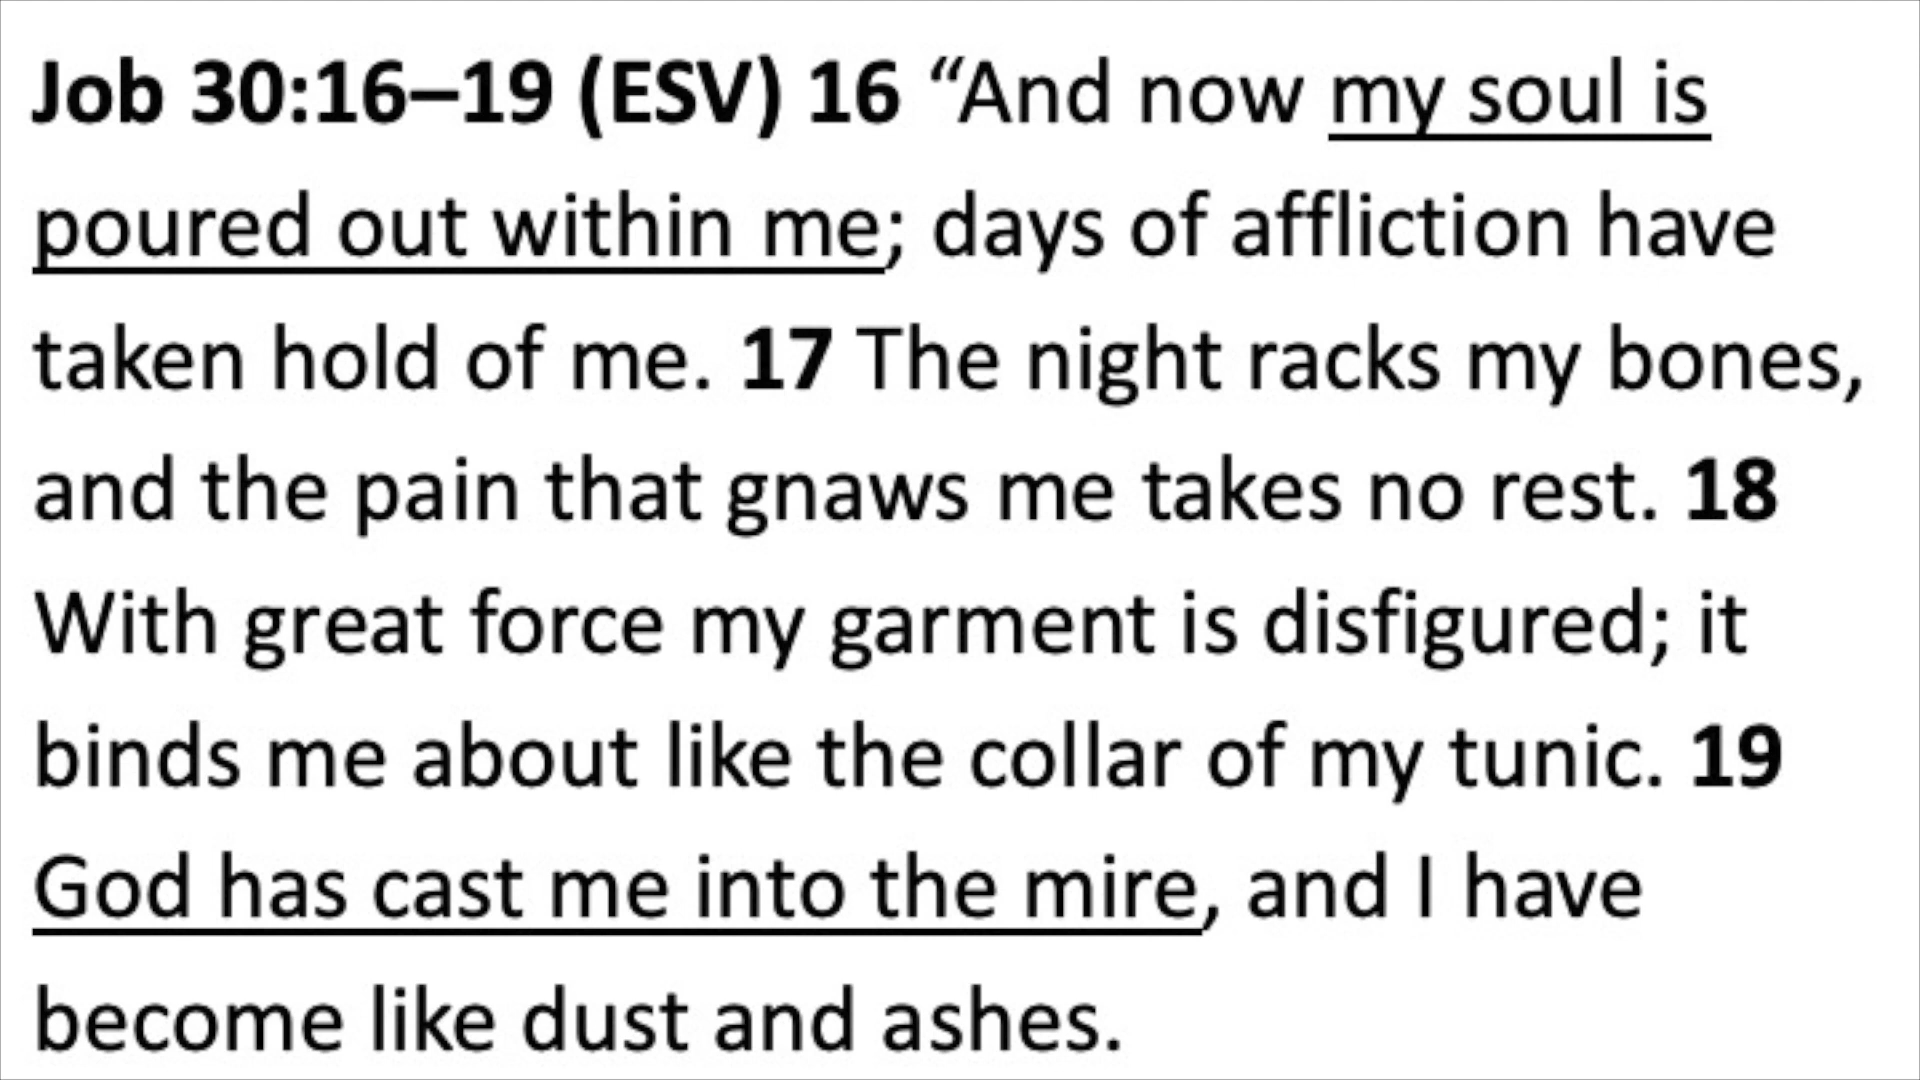 Job 30:16–19 (ESV) 16 “And now my soul is
poured out within me; days of affliction have
taken hold of me. 17 The night racks my bones,
and the pain that gnaws me takes no rest. 18
With great force my garment is disfigured; it
binds me about like the collar of my tunic. 19
God has cast me into the mire, and I have
become like dust and ashes.